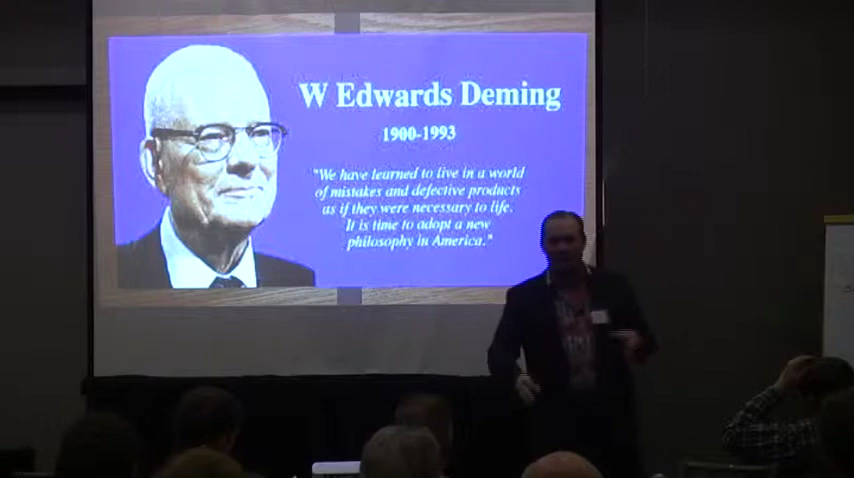 W Edwards Deming
1900-1993
"We have learned to live in a world
of mistakes and defective products
as if they were necessary to life.
It is time to adopt a new
philosophy in America."